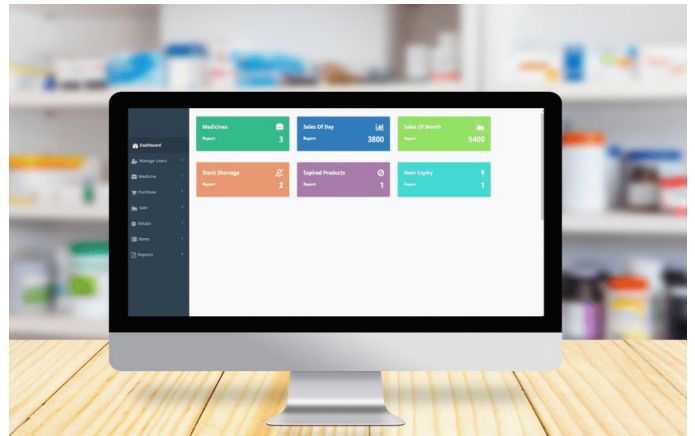 Medicines
Report
3
Sales Of Day
Report
3800
Sales Of Month
Report
5400
Dashboard
Manage Users
Medicine
Purchase
Sale
Setups
Items
Reports
Stock Shortage
Report
2
Expired Products
Report
1
Near Expiry
Report
1